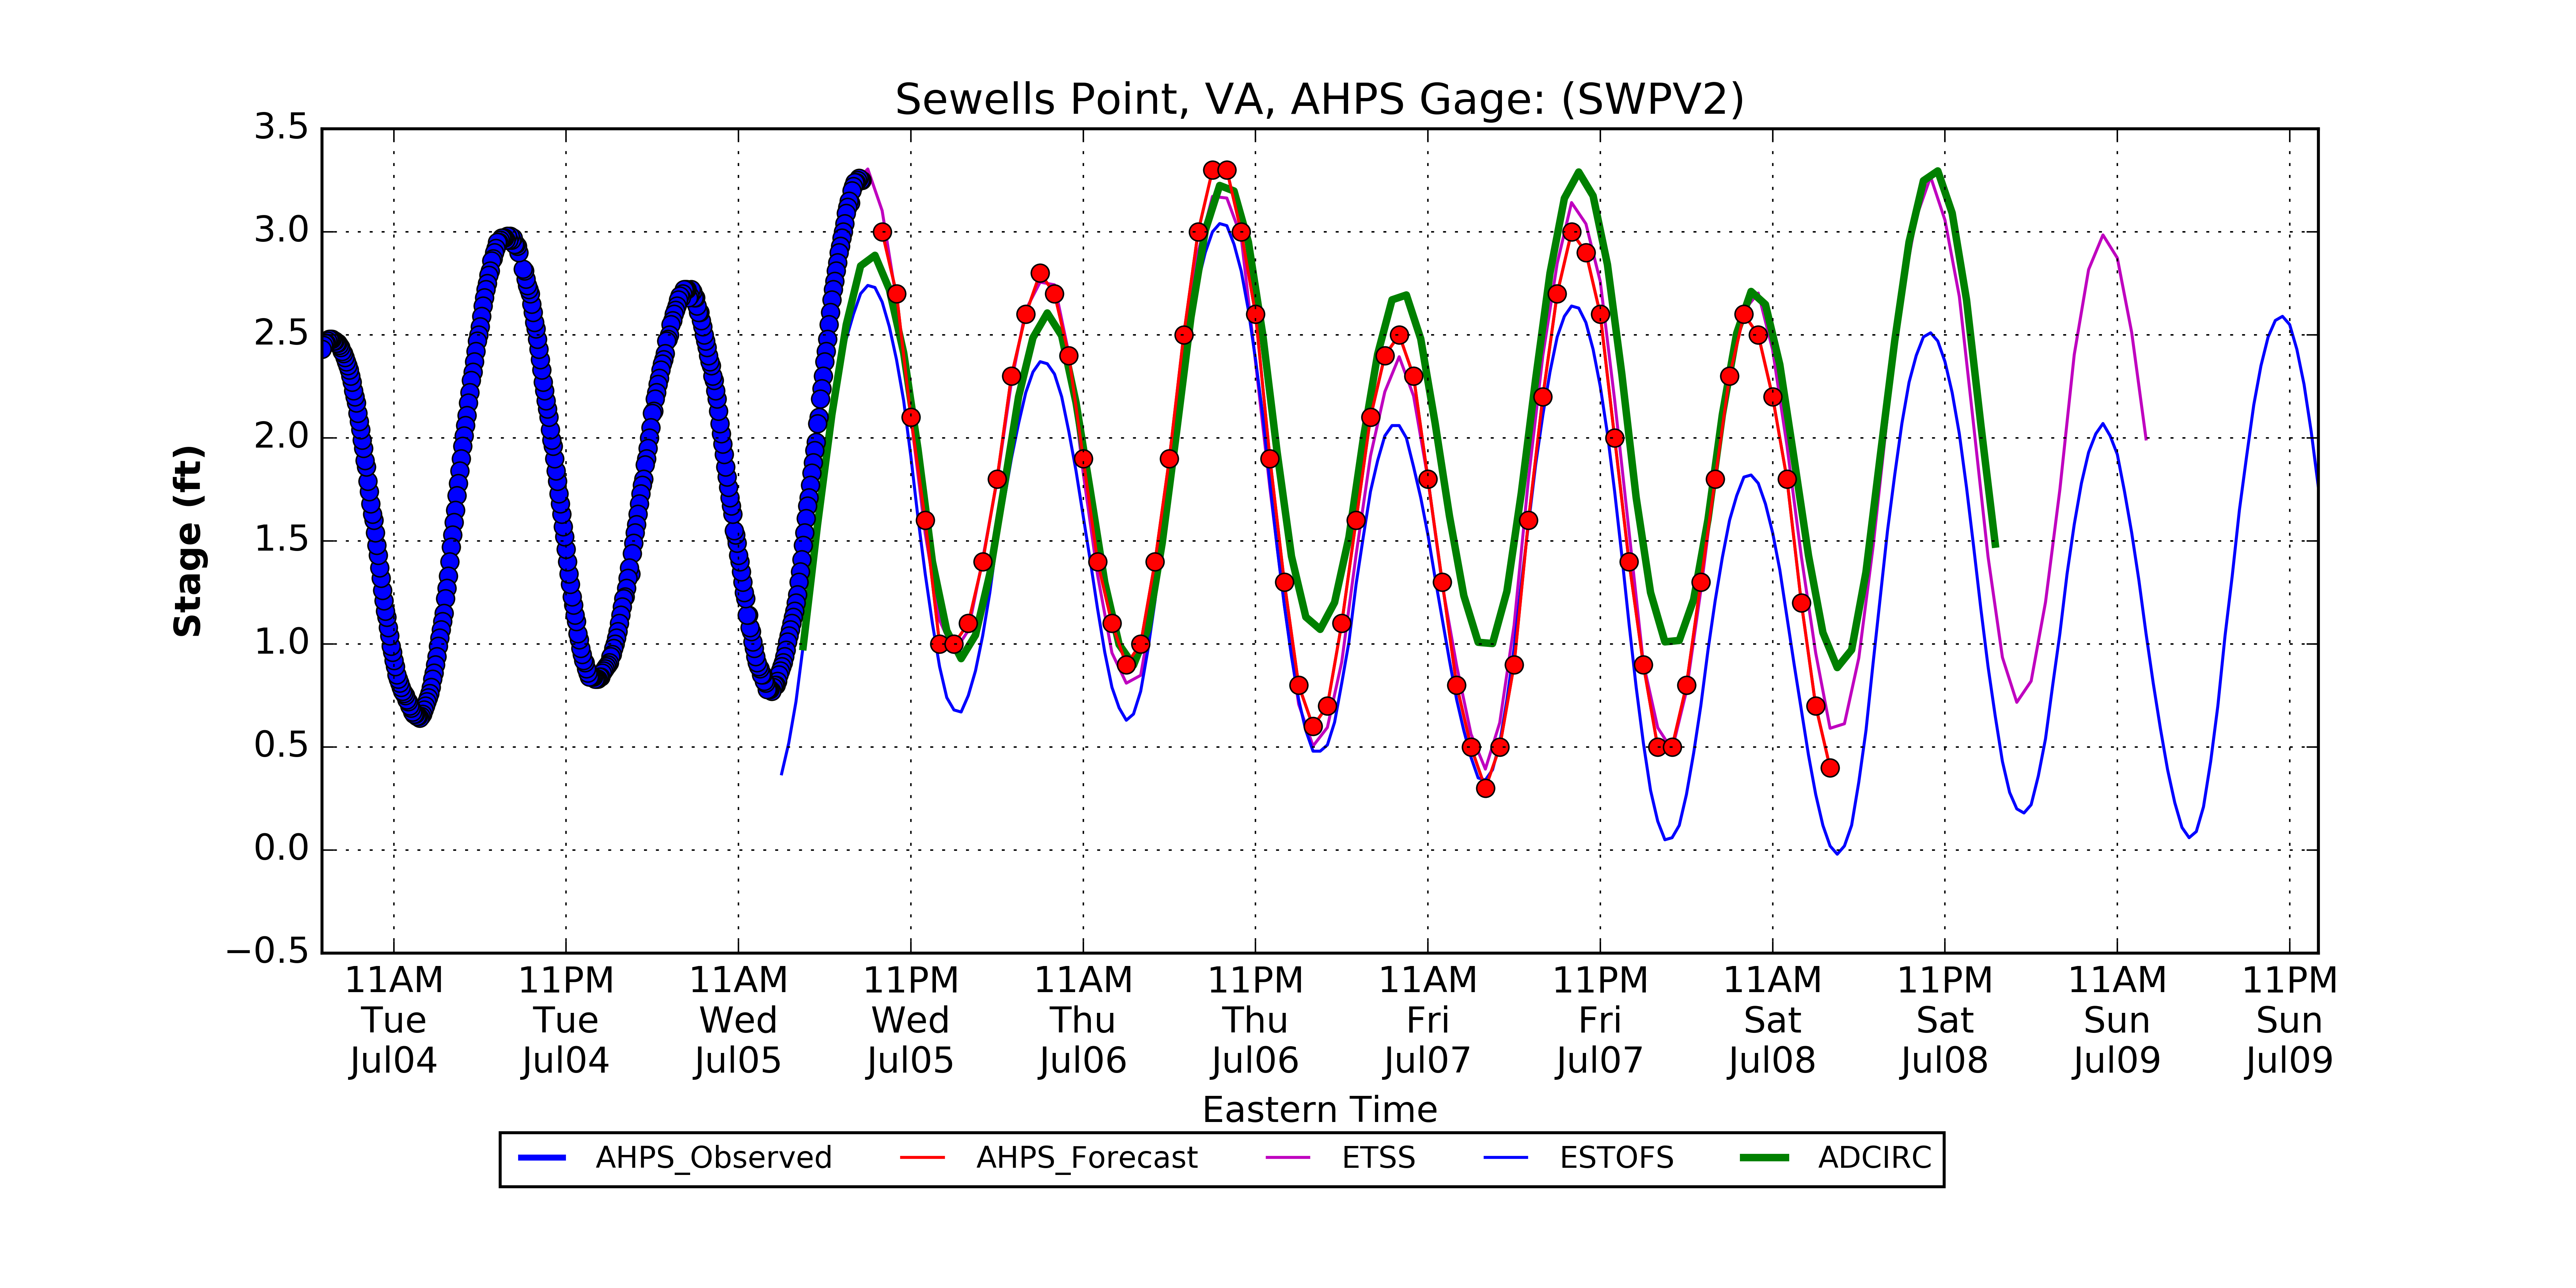 Sewells Point, VA, AHPS Gage: (SWPV2)
3.5
3.0
2.5
2.0
1.5
1.0
0.5
0.0
−0.5
Stage (ft)
11AM 11PM 11AM 11PM 11AM 11PM 11AM 11PM 11AM 11PM 11AM 11PM
Tue Tue Wed Wed Thu Thu Fri Fri Sat Sat Sun Sun
Jul04 Jul04 Jul05 Jul05 Jul06 Jul06 Jul07 Jul07 Jul08 Jul08 Jul09 Jul09
Eastern Time
AHPS_Observed AHPS_Forecast ETSS ESTOFS ADCIRC